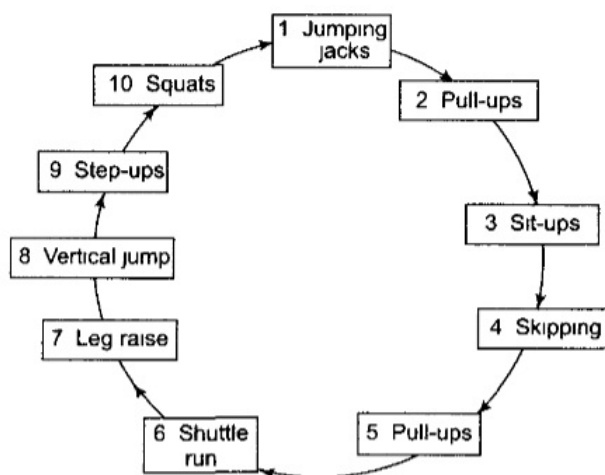 1 Jumping
jacks
2 Pull-ups
3 Sit-ups
4 Skipping
5 Pull-ups
6 Shuttle
run
7 Leg raise
8 Vertical jump
9 Step-ups
10 Squats